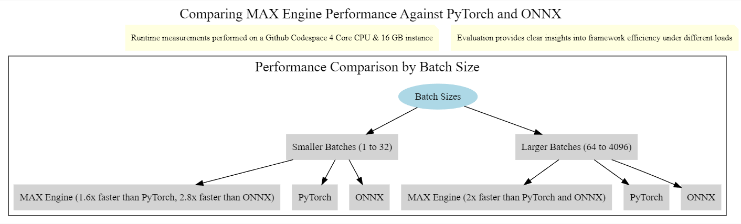 Comparing MAX Engine Performance Against PyTorch and ONNX
Runtime measurements performed on a Github Codespace 4 Core CPU & 16 GB instance
Evaluation provides clear insights into framework efficiency under different loads
Performance Comparison by Batch Size
Batch Sizes
Smaller Batches (1 to 32)
Larger Batches (64 to 4096)
MAX Engine (1.6x faster than PyTorch, 2.8x faster than ONNX)
PyTorch
ONNX
MAX Engine (2x faster than PyTorch and ONNX)
PyTorch
ONNX